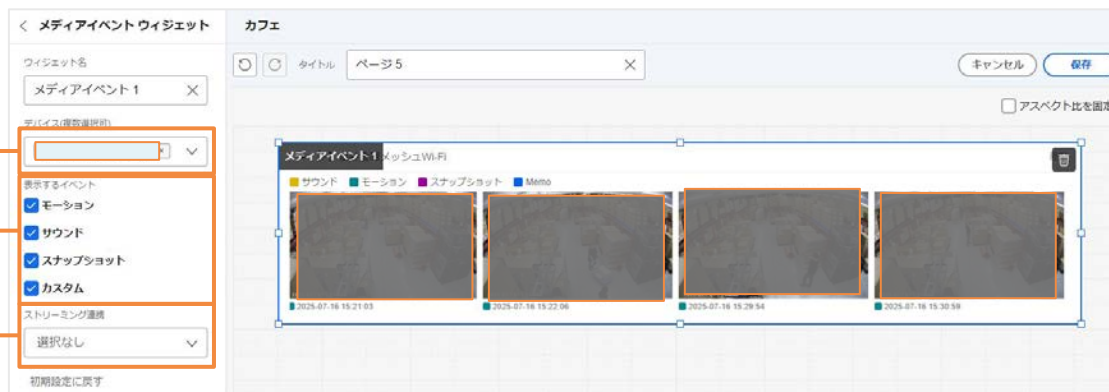 メディアイベント ウィジェット
カフェ
ウィジェット名
メディアイベント 1
タイトル
ページ 5
キャンセル
保存
アスペクト比を固定
デバイス(複数選択可)
表示するイベント
モーション
サウンド
スナップショット
カスタム
ストリーミング連携
選択なし
初期設定に戻す
メディアイベント 1
メッシュWi-Fi
サウンド モーション スナップショット Memo
2025-07-16 15:21:03
2025-07-16 15:22:06
2025-07-16 15:29:54
2025-07-16 15:30:59